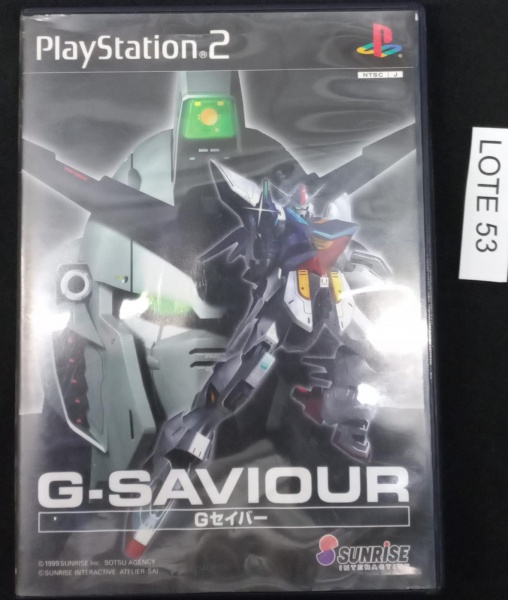 PlayStation®2
NTSC J
LOTE 53
G-SAVIOUR
Gセイバー
©1999 SUNRISE Inc. SOTSU AGENCY
©SUNRISE INTERACTIVE ATELIER SAI
SUNRISE
INTERACTIVE